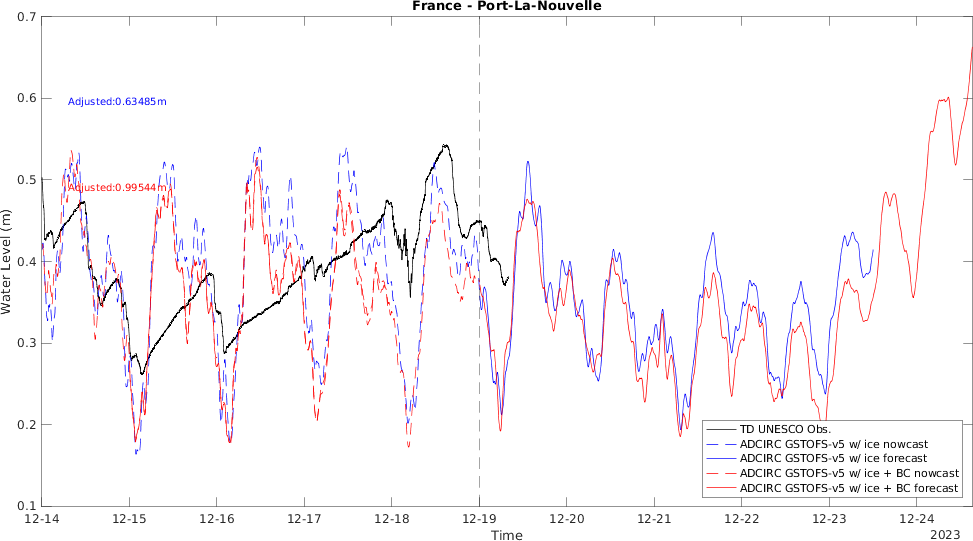 France - Port-La-Nouvelle
0.7
0.6
0.5
0.4
0.3
0.2
0.1
Water Level (m)
Adjusted:0.63485m
Adjusted:0.99544m
TD UNESCO Obs.
ADCIRC GSTOFS-v5 w/ ice nowcast
ADCIRC GSTOFS-v5 w/ ice forecast
ADCIRC GSTOFS-v5 w/ ice + BC nowcast
ADCIRC GSTOFS-v5 w/ ice + BC forecast
12-14 12-15 12-16 12-17 12-18 12-19 12-20 12-21 12-22 12-23 12-24
Time
2023